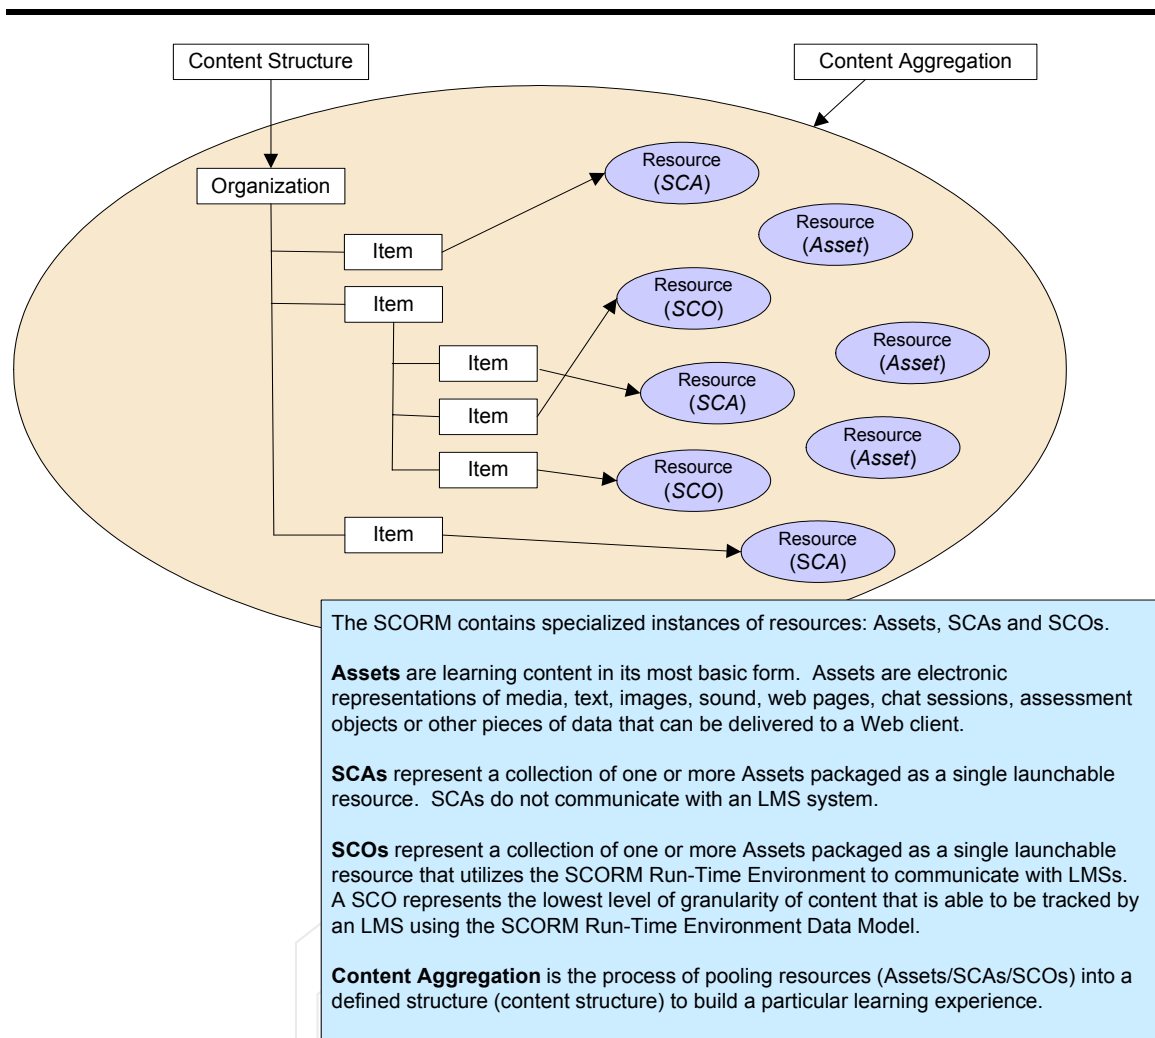 Content Structure
Content Aggregation
Organization
Resource
(SCA)
Resource
(Asset)
Item
Item
Resource
(SCO)
Resource
(Asset)
Item
Resource
(SCA)
Item
Resource
(Asset)
Item
Resource
(SCO)
Item
Resource
(SCA)
The SCORM contains specialized instances of resources: Assets, SCAs and SCOs.
Assets are learning content in its most basic form. Assets are electronic
representations of media, text, images, sound, web pages, chat sessions, assessment
objects or other pieces of data that can be delivered to a Web client.
SCAs represent a collection of one or more Assets packaged as a single launchable
resource. SCAs do not communicate with an LMS system.
SCOs represent a collection of one or more Assets packaged as a single launchable
resource that utilizes the SCORM Run-Time Environment to communicate with LMSs.
A SCO represents the lowest level of granularity of content that is able to be tracked by
an LMS using the SCORM Run-Time Environment Data Model.
Content Aggregation is the process of pooling resources (Assets/SCAs/SCOs) into a
defined structure (content structure) to build a particular learning experience.